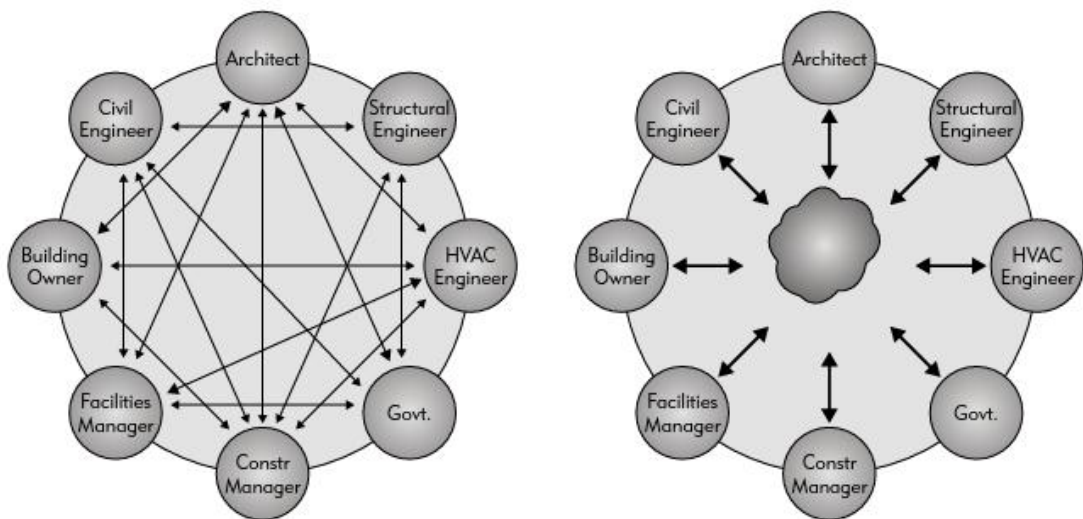 Architect
Civil
Engineer
Structural
Engineer
Building
Owner
HVAC
Engineer
Facilities
Manager
Govt.
Constr
Manager
Architect
Civil
Engineer
Structural
Engineer
Building
Owner
HVAC
Engineer
Facilities
Manager
Govt.
Constr
Manager